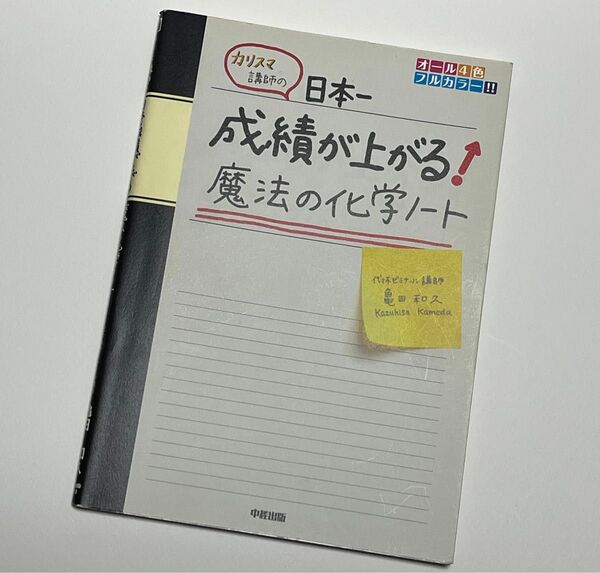 カリスマ
講師の
日本一
オール4色
フルカラー!!
成績が上がる!
魔法の化学ノート
代々木ゼミナール講師
亀田和久
Kazuhisa Kameda
中経出版